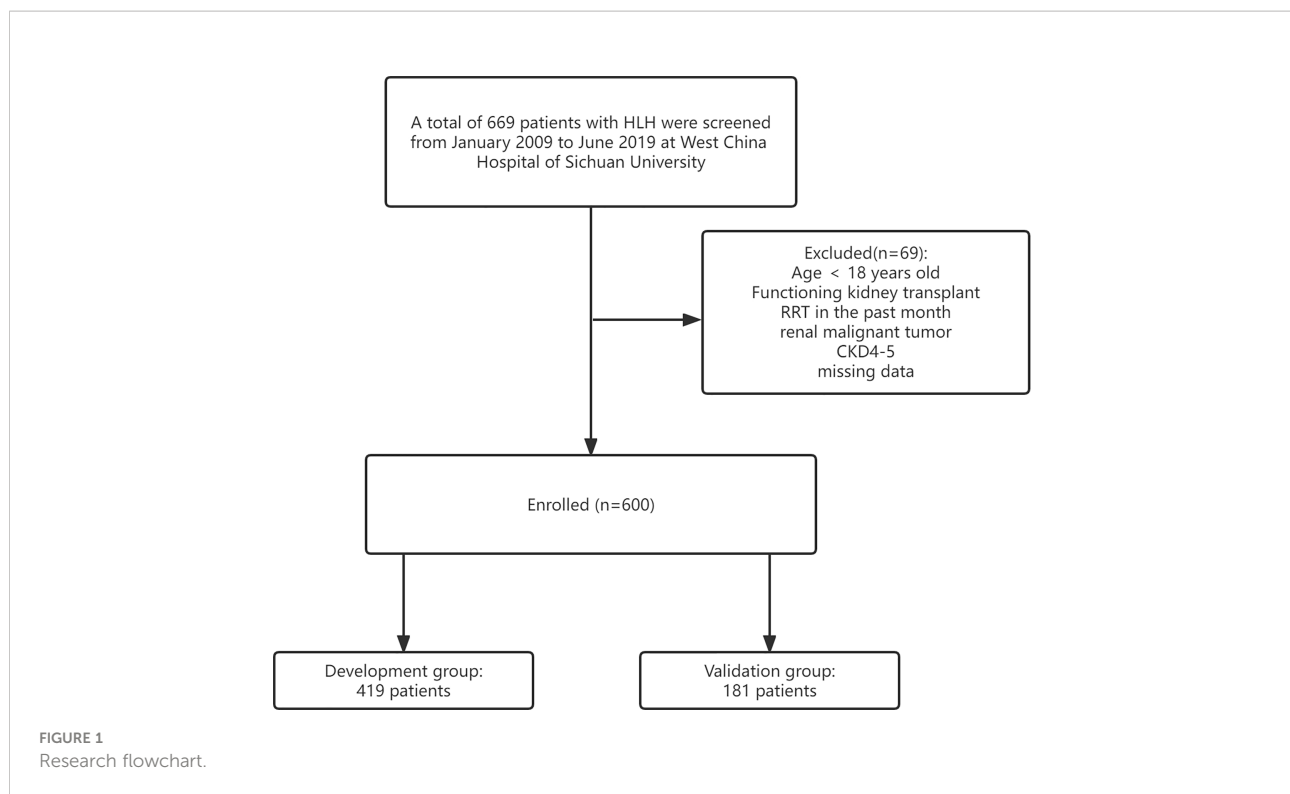 A total of 669 patients with HLH were screened
from January 2009 to June 2019 at West China
Hospital of Sichuan University
Excluded(n=69):
Age < 18 years old
Functioning kidney transplant
RRT in the past month
renal malignant tumor
CKD4-5
missing data
Enrolled (n=600)
Development group:
419 patients
Validation group:
181 patients
FIGURE 1
Research flowchart.